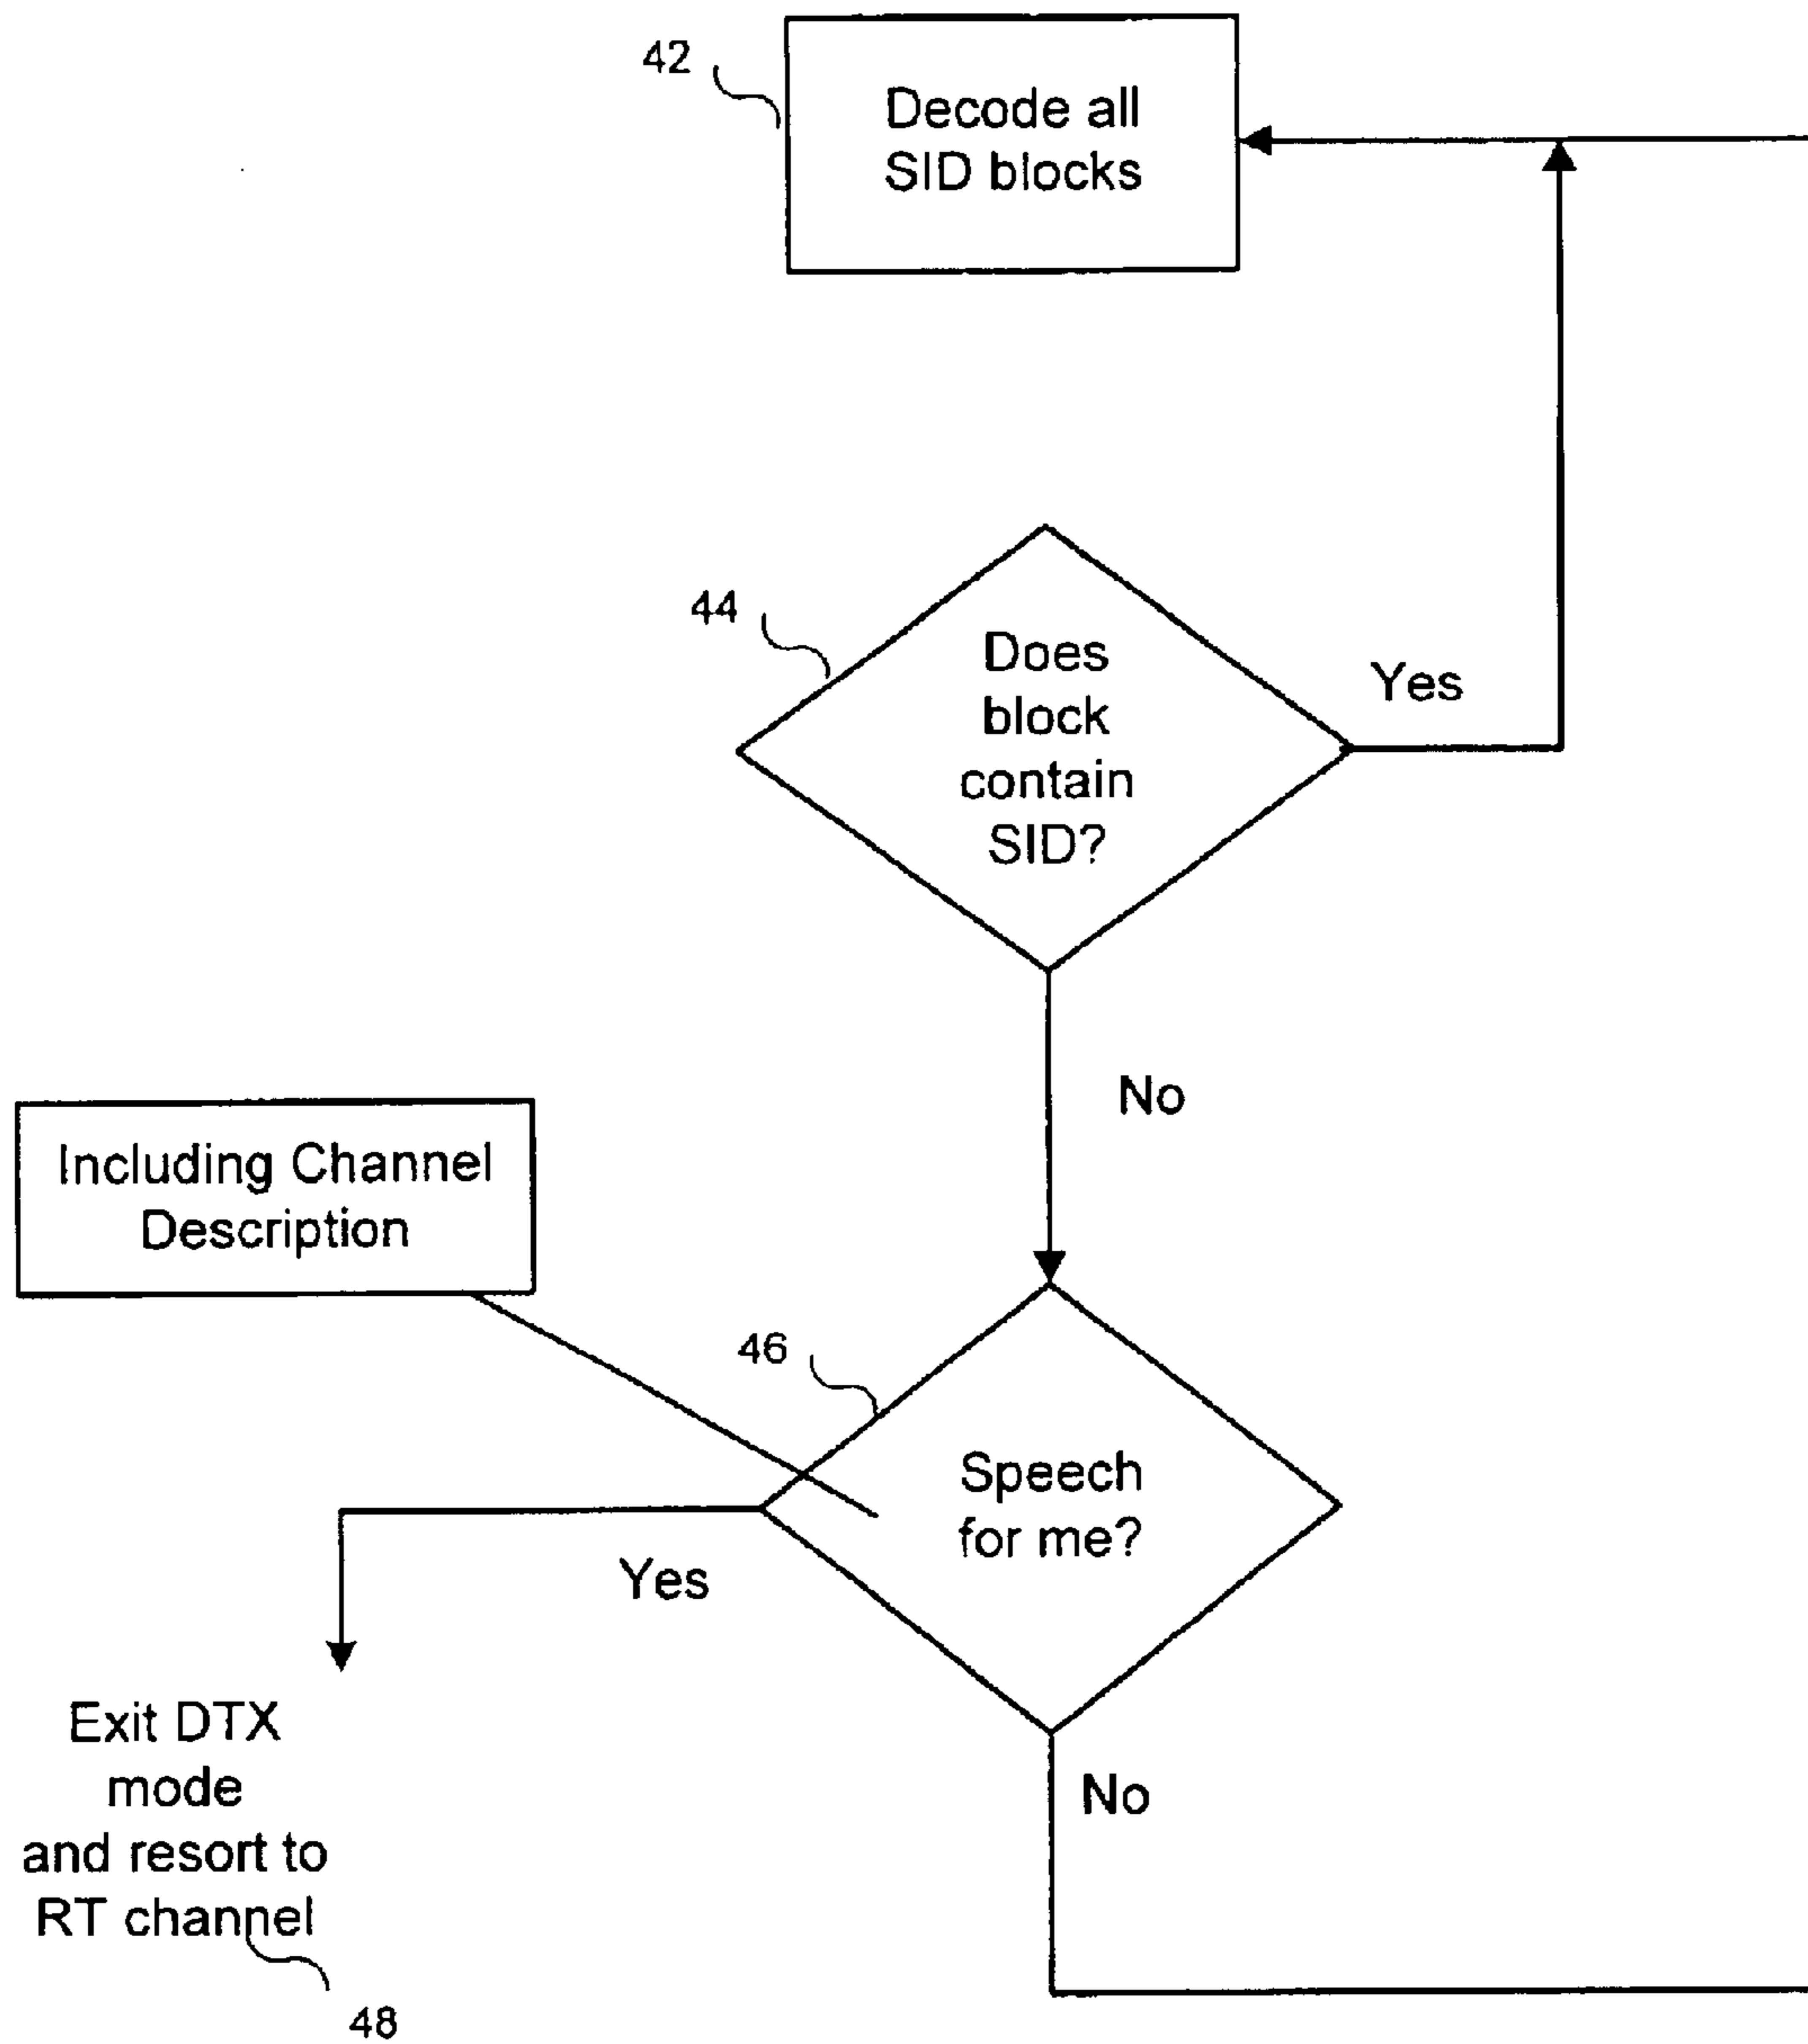 42
Decode all
SID blocks
44
Does
block
contain
SID?
Yes
No
Including Channel
Description
46
Speech
for me?
Yes
No
Exit DTX
mode
and resort to
RT channel
48